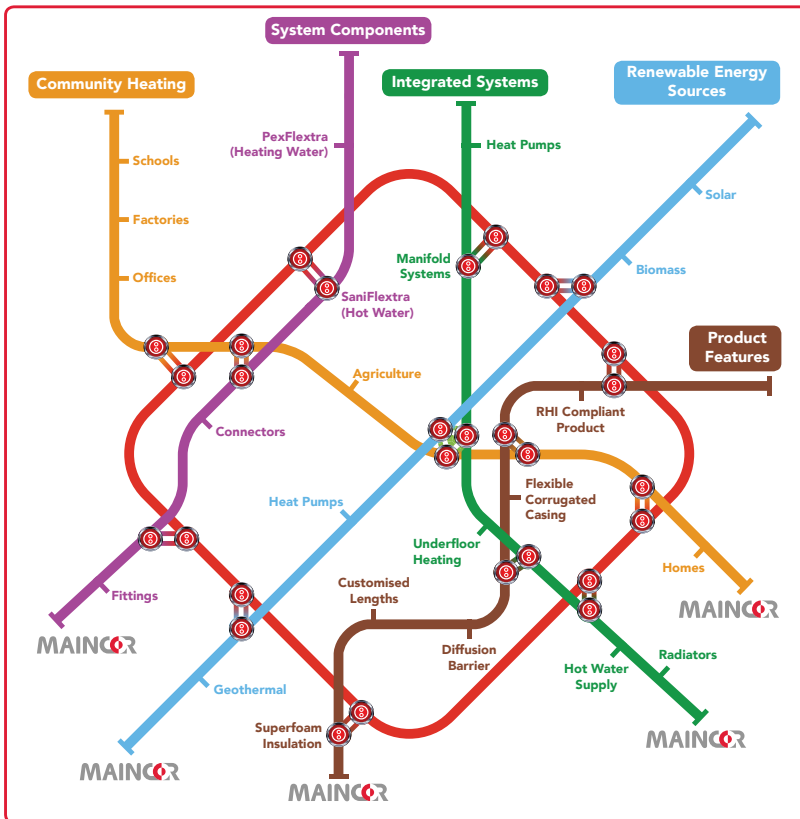 System Components
Community Heating
Integrated Systems
Renewable Energy
Sources
PexFlextra
(Heating Water)
Heat Pumps
Schools
Solar
Factories
Manifold
Systems
Biomass
Offices
SaniFlextra
(Hot Water)
Product
Features
Agriculture
RHI Compliant
Product
Connectors
Heat Pumps
Flexible
Corrugated
Casing
Underfloor
Heating
Homes
Customised
Lengths
Fittings
MAINCOR
MAINCOR
Diffusion
Barrier
Hot Water
Supply
Radiators
Geothermal
Superfoam
Insulation
MAINCOR
MAINCOR
MAINCOR